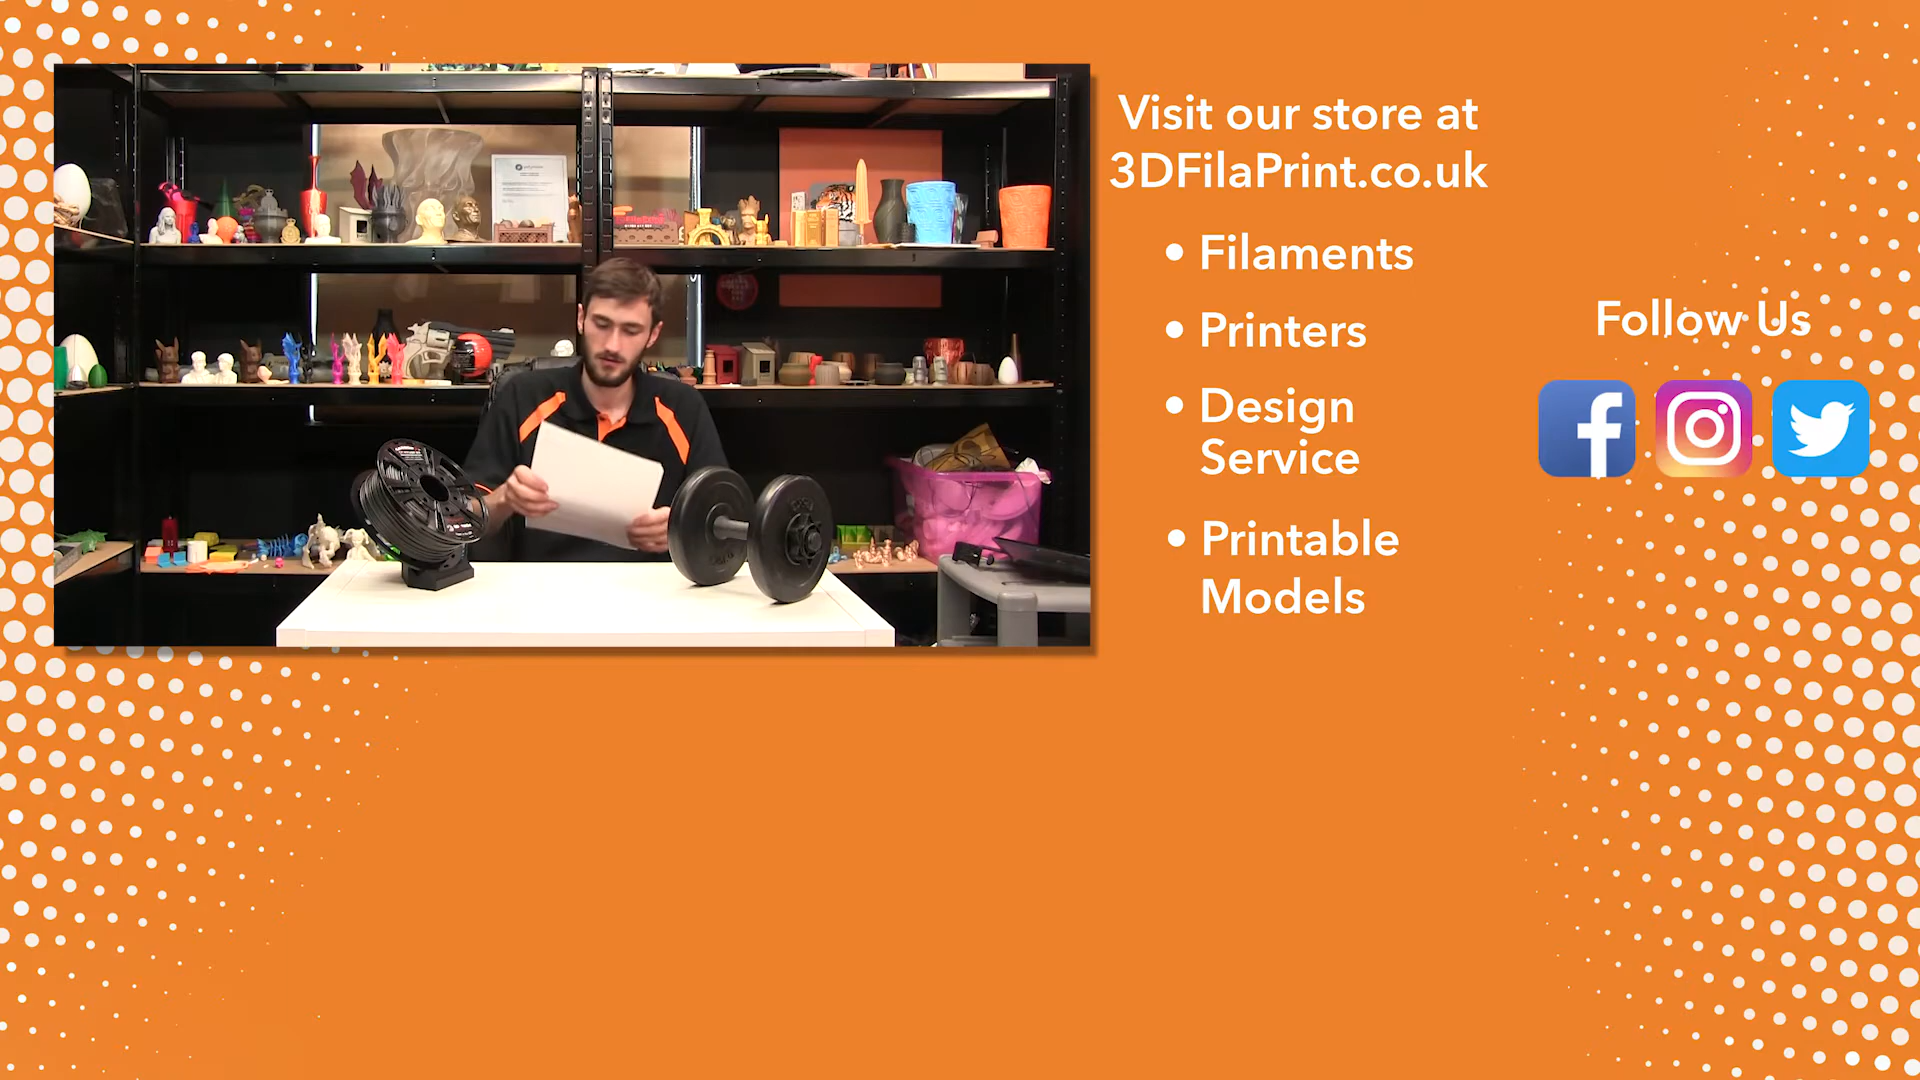 Visit our store at
3DFilaPrint.co.uk
• Filaments
• Printers
• Design
Service
• Printable
Models
Follow Us